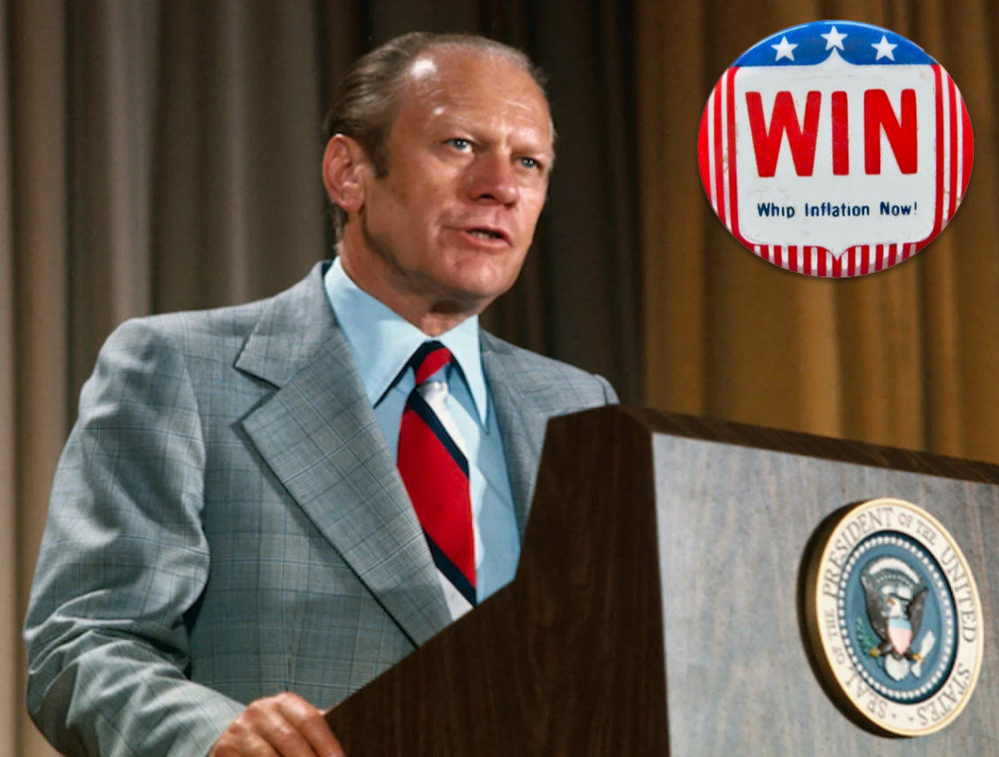 WIN
Whip Inflation Now!
SEAL OF THE PRESIDENT OF THE UNITED STATES